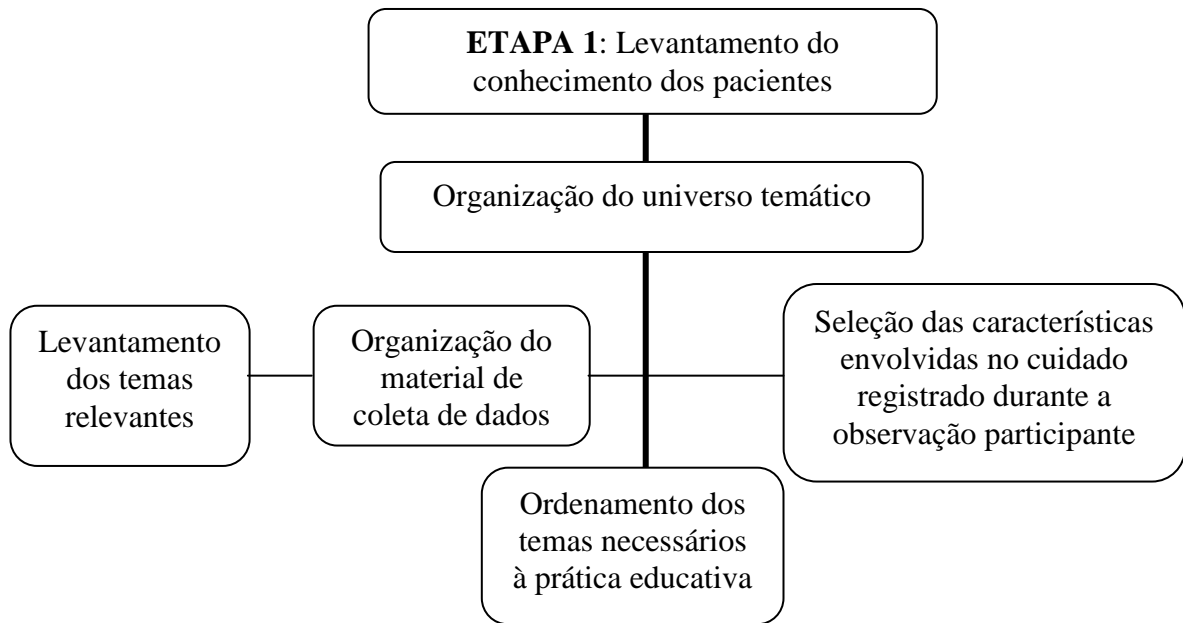 ETAPA 1: Levantamento do
conhecimento dos pacientes
Organização do universo temático
Levantamento
dos temas
relevantes
Organização do
material de
coleta de dados
Seleção das características
envolvidas no cuidado
registrado durante a
observação participante
Ordenamento dos
temas necessários
à prática educativa